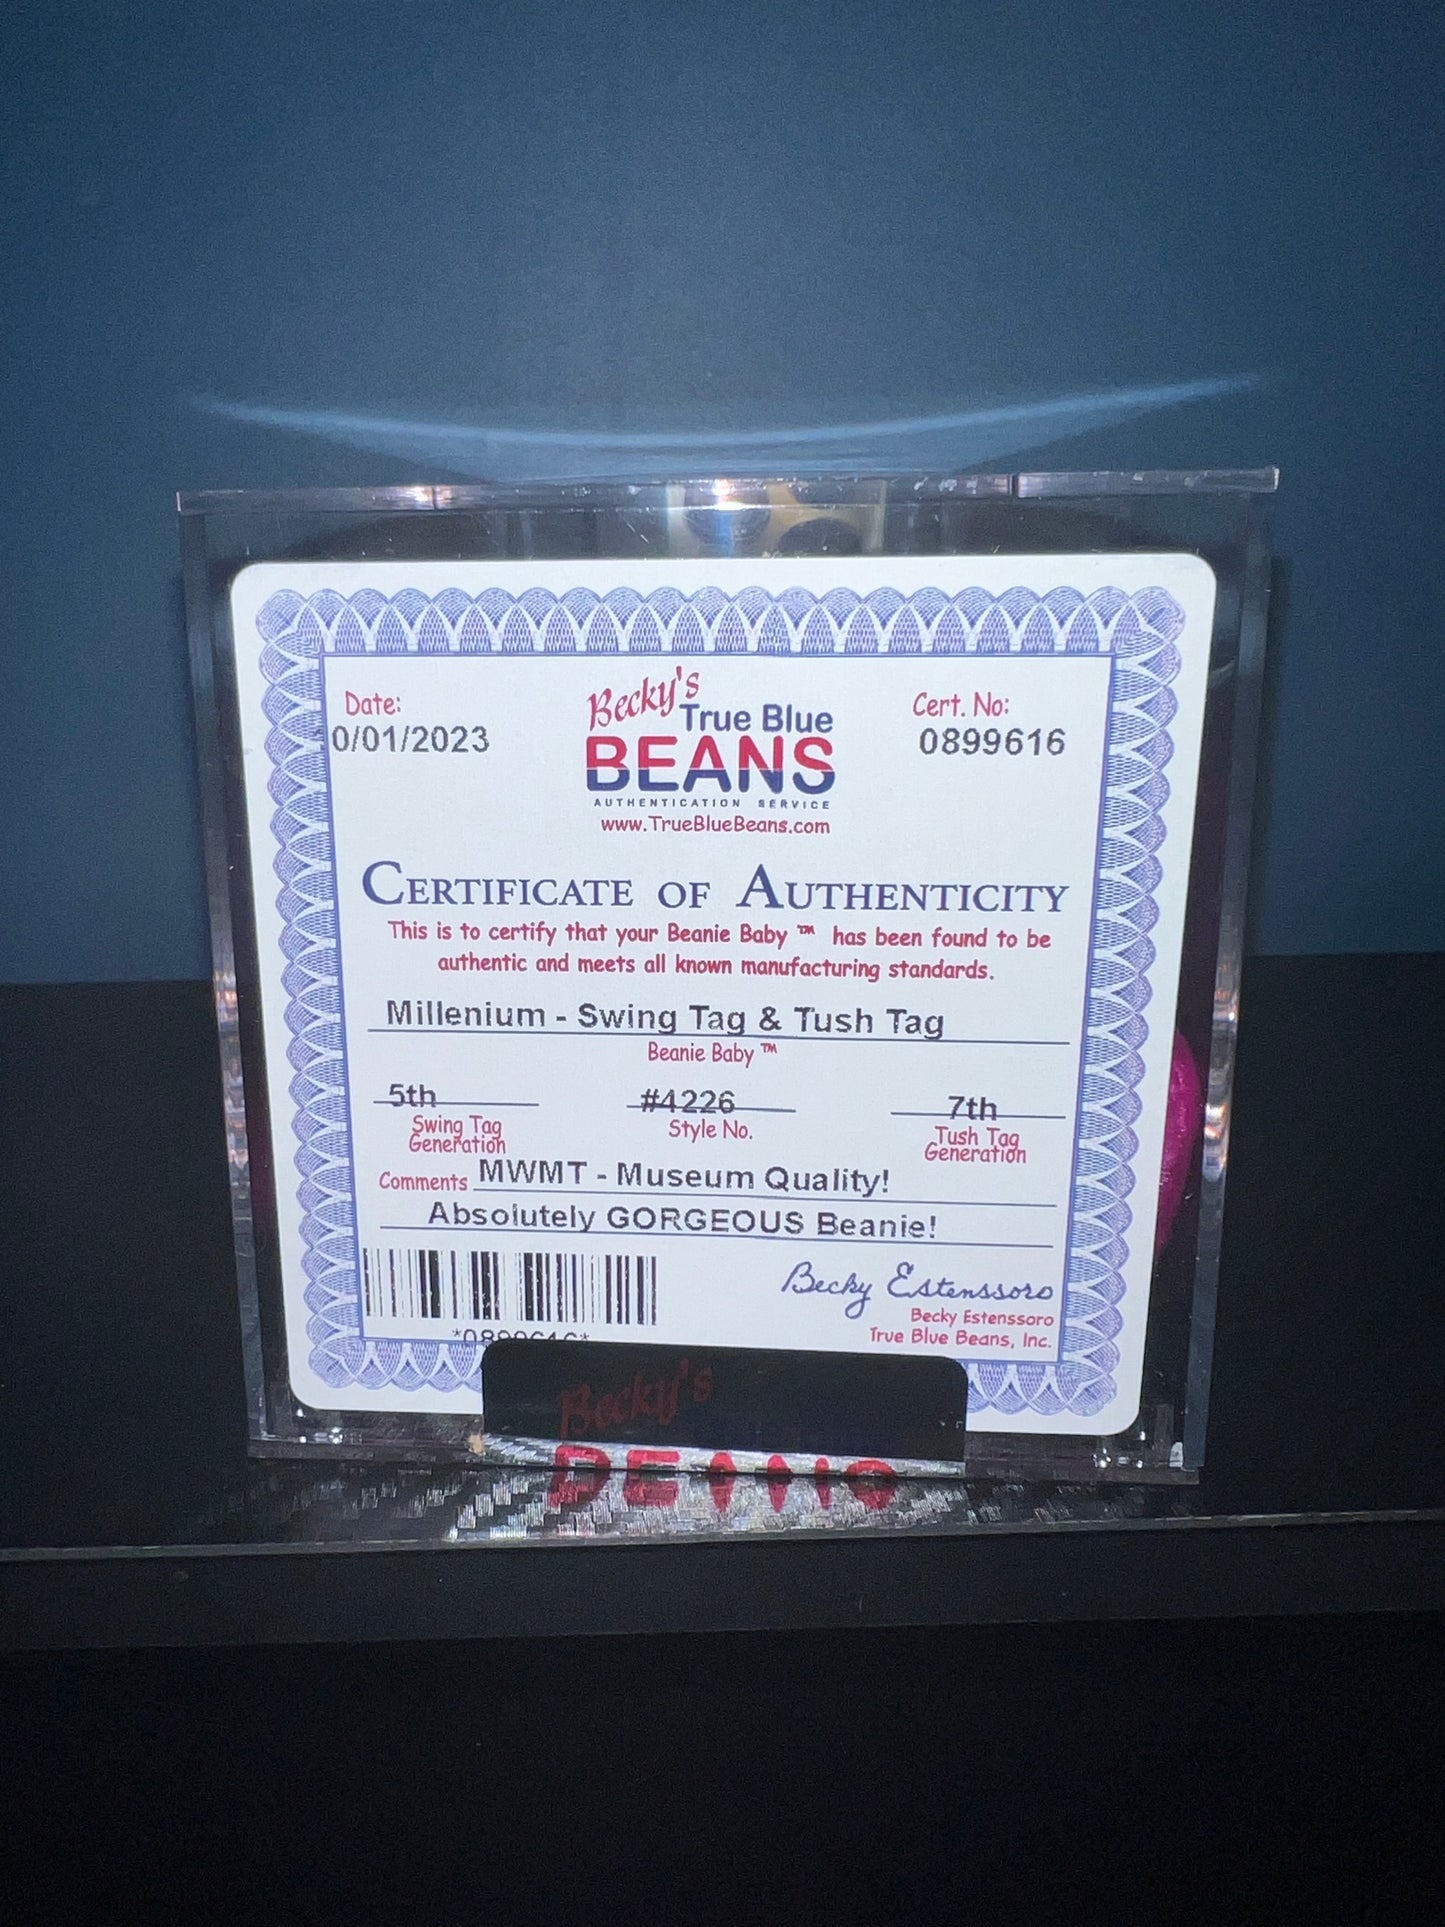 Date:
0/01/2023
Becky's
True Blue
BEANS
AUTHENTICATION SERVICE
www.TrueBlueBeans.com
Cert. No:
0899616
CERTIFICATE OF AUTHENTICITY
This is to certify that your Beanie Baby ™ has been found to be
authentic and meets all known manufacturing standards.
Millenium - Swing Tag & Tush Tag
Beanie Baby ™
5th
Swing Tag
Generation
#4226
Style No.
7th
Tush Tag
Generation
Comments MWMT - Museum Quality!
Absolutely GORGEOUS Beanie!
*0899616*
Becky Estenssoro
Becky Estenssoro
True Blue Beans, Inc.
Becky's
BEANS